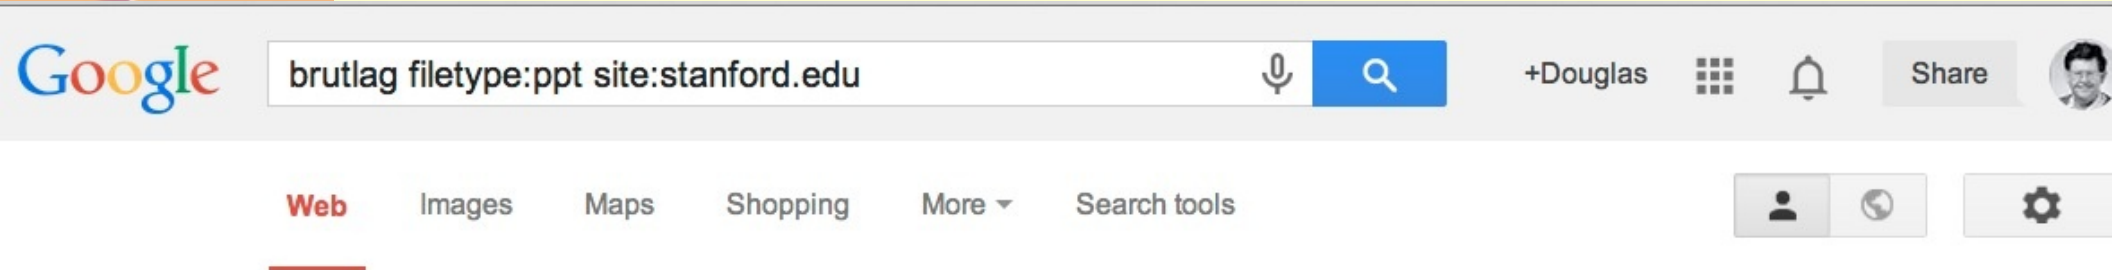 Google brutlag filetype:ppt site:stanford.edu +Douglas Share
Web Images Maps Shopping More Search tools